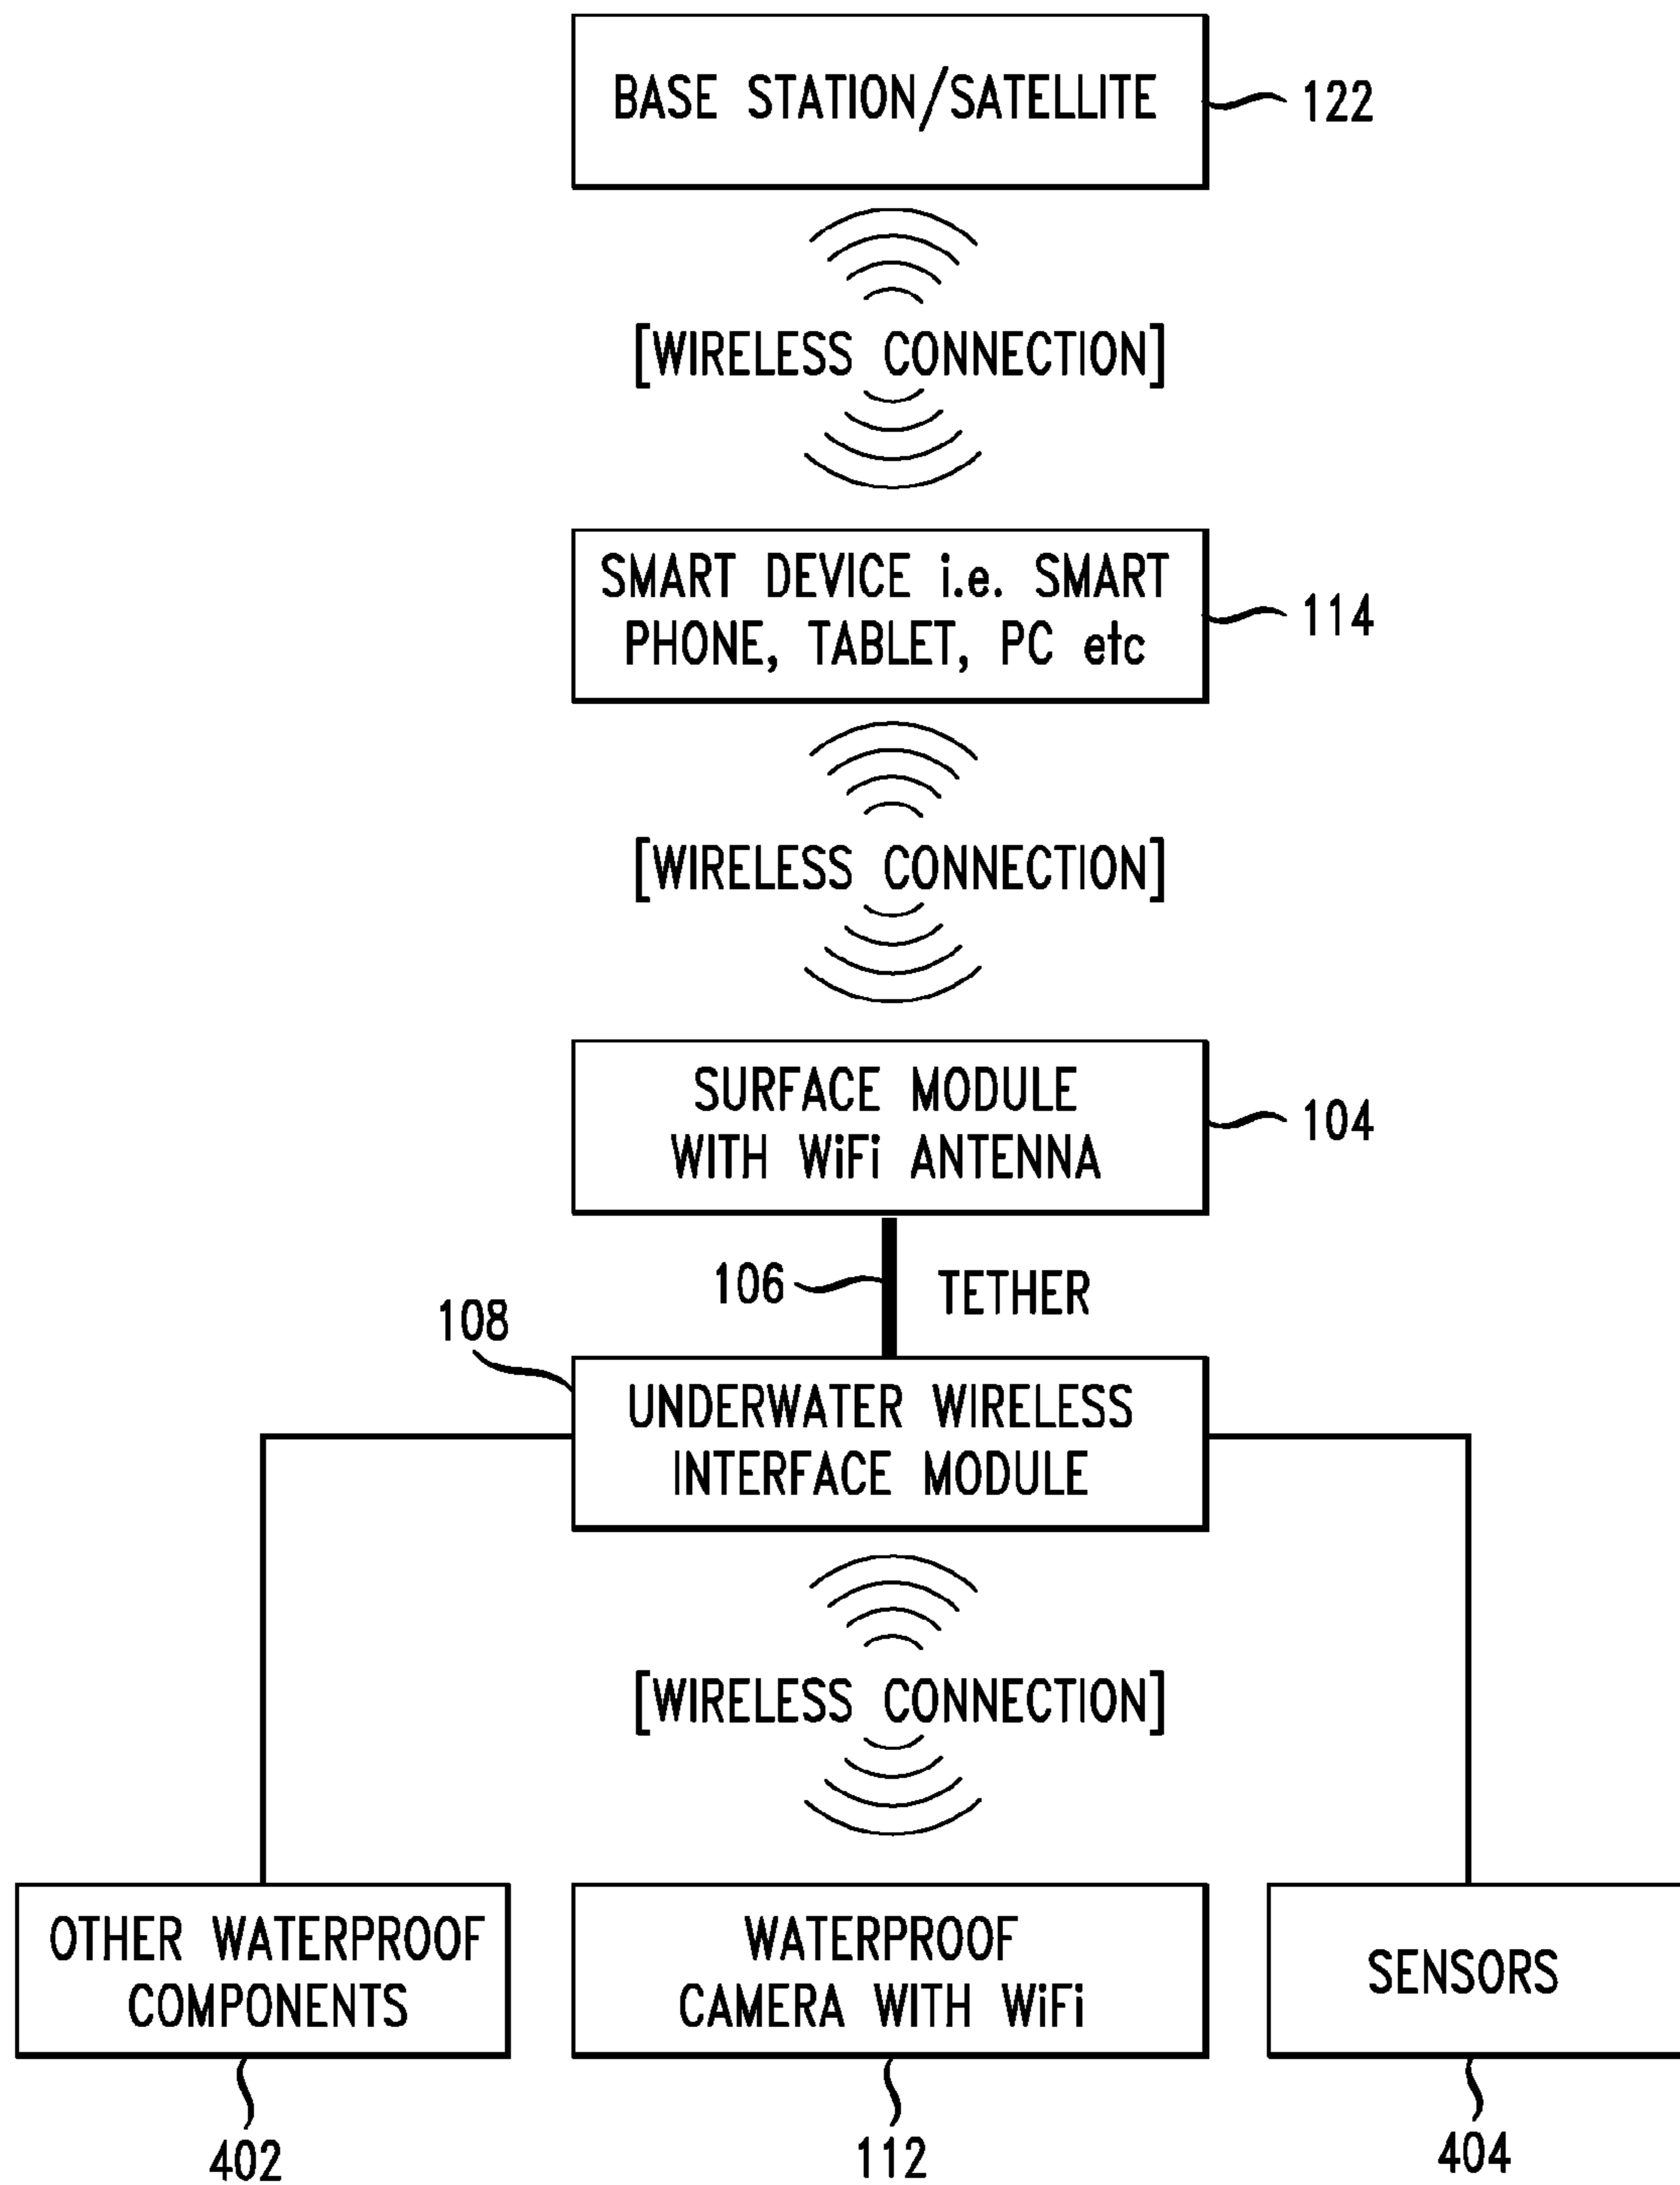 BASE STATION/SATELLITE
122
[WIRELESS CONNECTION]
SMART DEVICE i.e. SMART
PHONE, TABLET, PC etc
114
[WIRELESS CONNECTION]
SURFACE MODULE
WITH WiFi ANTENNA
104
106
TETHER
108
UNDERWATER WIRELESS
INTERFACE MODULE
[WIRELESS CONNECTION]
OTHER WATERPROOF
COMPONENTS
WATERPROOF
CAMERA WITH WiFi
SENSORS
402
112
404